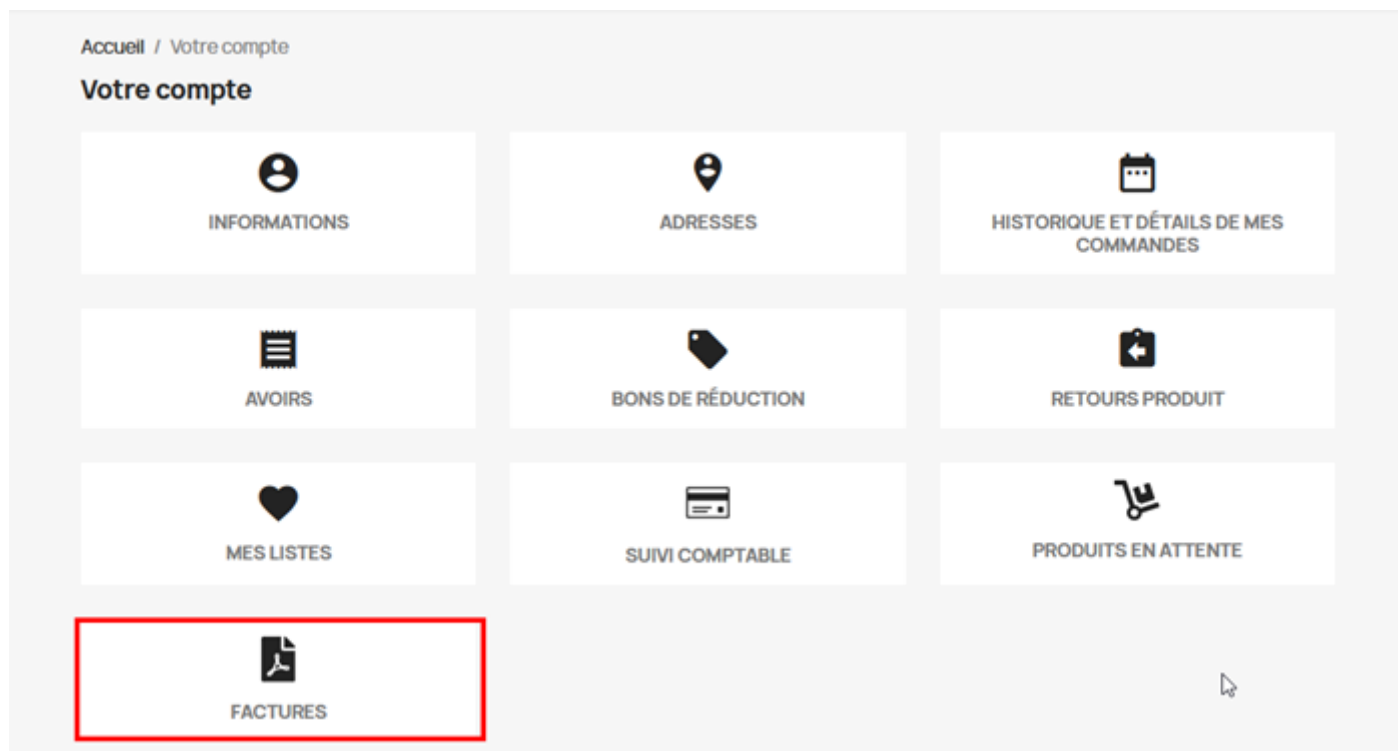 Accueil / Votre compte
Votre compte
INFORMATIONS
ADRESSES
HISTORIQUE ET DÉTAILS DE MES
COMMANDES
AVOIRS
BONS DE RÉDUCTION
RETOURS PRODUIT
MES LISTES
SUIVI COMPTABLE
PRODUITS EN ATTENTE
FACTURES